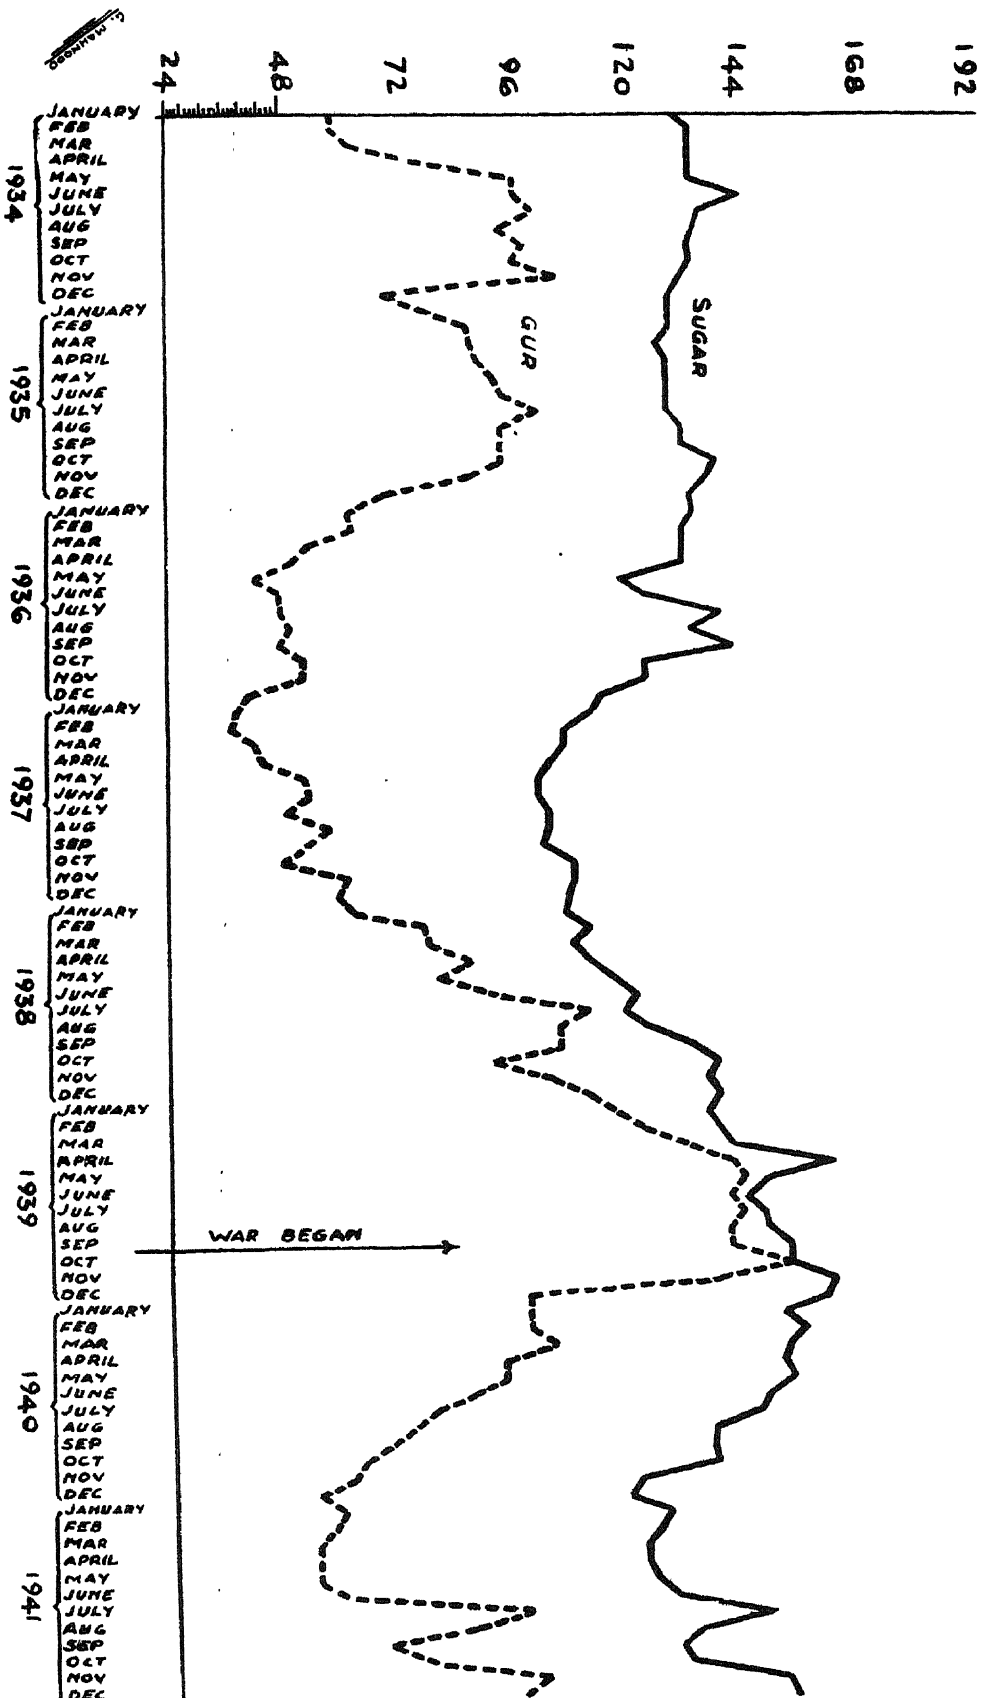 G. MAHNOBO
24 48 72 96 120 144 168 192
SUGAR
GUR
WAR BEGAN
1934
JANUARY
FEB
MAR
APRIL
MAY
JUNE
JULY
AUG
SEP
OCT
NOV
DEC
1935
JANUARY
FEB
MAR
APRIL
MAY
JUNE
JULY
AUG
SEP
OCT
NOV
DEC
1936
JANUARY
FEB
MAR
APRIL
MAY
JUNE
JULY
AUG
SEP
OCT
NOV
DEC
1937
JANUARY
FEB
MAR
APRIL
MAY
JUNE
JULY
AUG
SEP
OCT
NOV
DEC
1938
JANUARY
FEB
MAR
APRIL
MAY
JUNE
JULY
AUG
SEP
OCT
NOV
DEC
1939
JANUARY
FEB
MAR
APRIL
MAY
JUNE
JULY
AUG
SEP
OCT
NOV
DEC
1940
JANUARY
FEB
MAR
APRIL
MAY
JUNE
JULY
AUG
SEP
OCT
NOV
DEC
1941
JANUARY
FEB
MAR
APRIL
MAY
JUNE
JULY
AUG
SEP
OCT
NOV
DEC